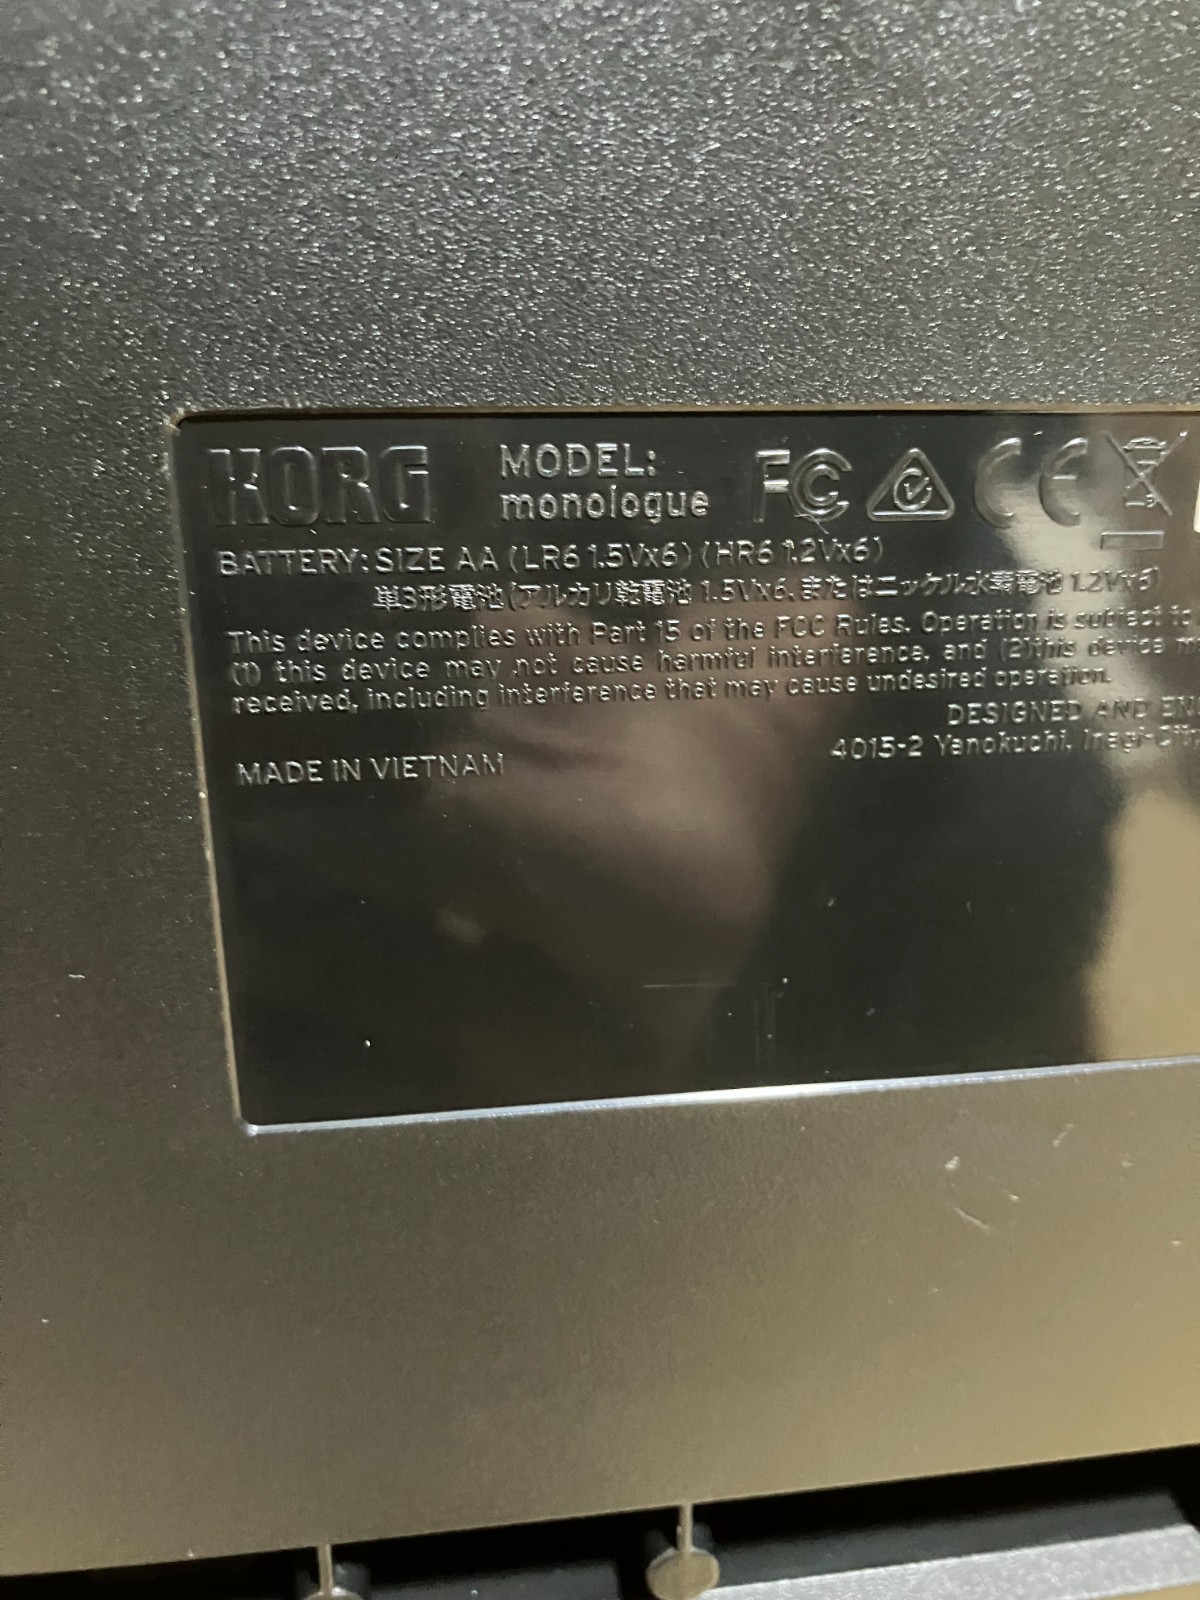 KORG MODEL:
monologue FC CE
BATTERY: SIZE AA (LR6 1.5Vx6) (HR6 1.2Vx6)
単3形電池(アルカリ乾電池 1.5Vx6、またはニッケル水素電池 1.2Vx6)
This device complies with Part 15 of the FCC Rules. Operation is subject to
(1) this device may not cause harmful interference, and (2)this device
received, including interference that may cause undesired operation.
DESIGNED AND
4015-2 Yanokuchi, Inagi-City
MADE IN VIETNAM